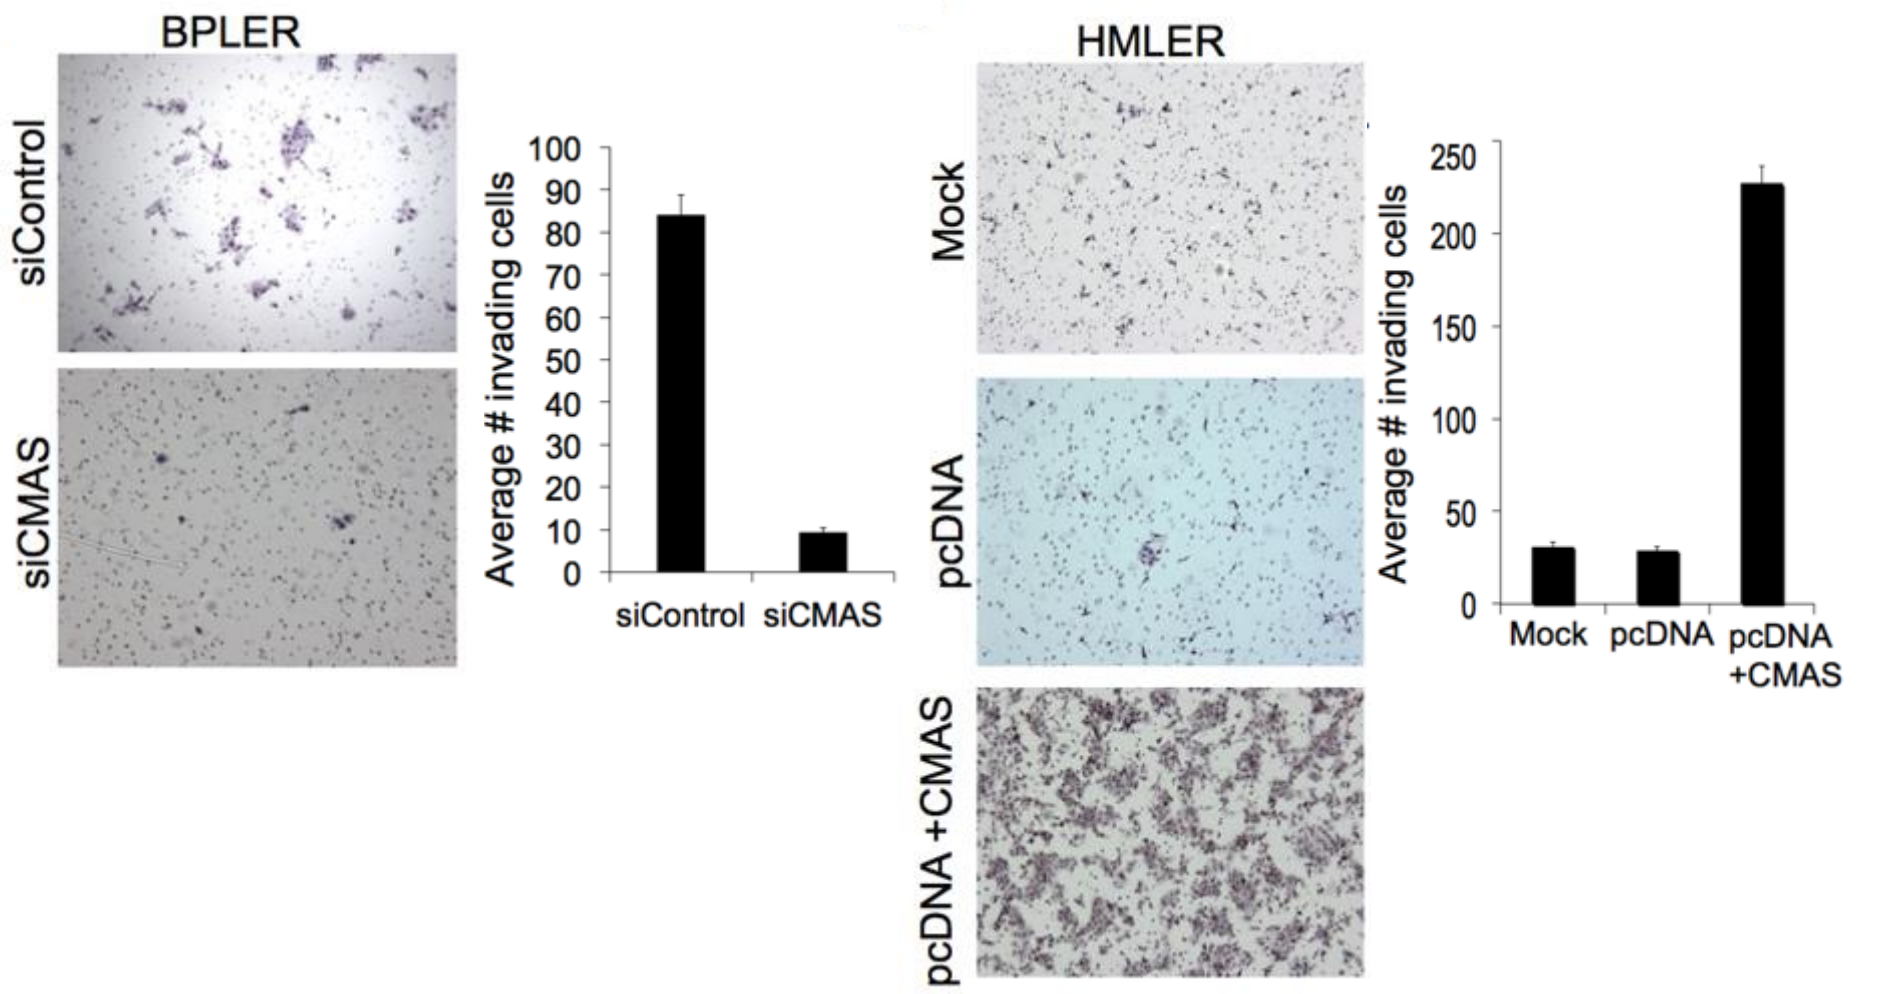 BPLER
siControl
siCMAS
Average # invading cells
100
90
80
70
60
50
40
30
20
10
0
siControl siCMAS
HMLER
Mock
pcDNA
pcDNA +CMAS
Average # invading cells
250
200
150
100
50
0
Mock pcDNA pcDNA
+CMAS